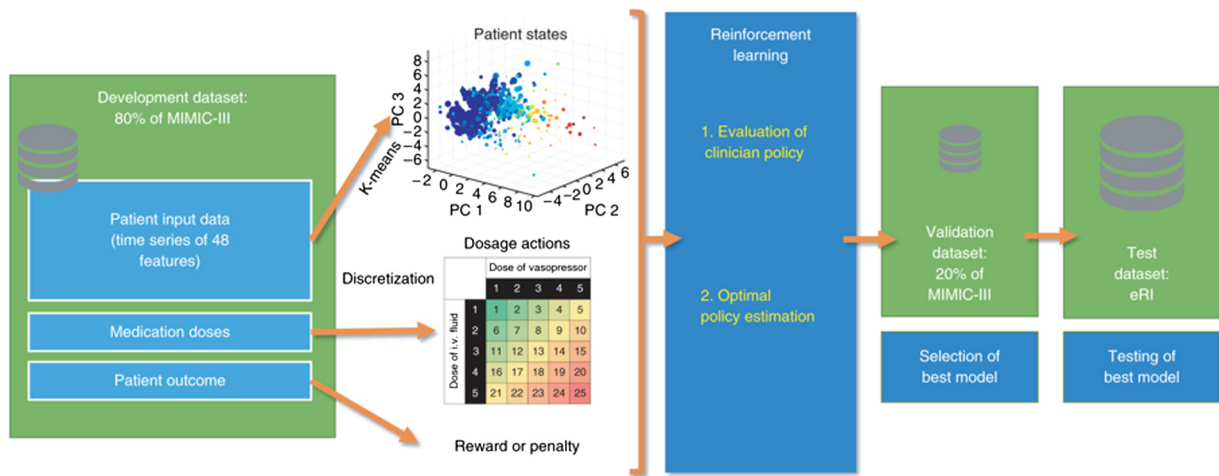 Development dataset:
80% of MIMIC-III
Patient input data
(time series of 48
features)
Medication doses
Patient outcome
K-means
Discretization
Patient states
PC 3
8
6
4
2
0
−2
−4
−6
−2 0 2 4 6 8 10
PC 1
−4 −2 0 2 4 6
PC 2
Dosage actions
Dose of vasopressor
1 2 3 4 5
Dose of i.v. fluid
1 1 2 3 4 5
2 6 7 8 9 10
3 11 12 13 14 15
4 16 17 18 19 20
5 21 22 23 24 25
Reward or penalty
Reinforcement
learning
1. Evaluation of
clinician policy
2. Optimal
policy estimation
Validation
dataset:
20% of
MIMIC-III
Selection of
best model
Test
dataset:
eRI
Testing of
best model